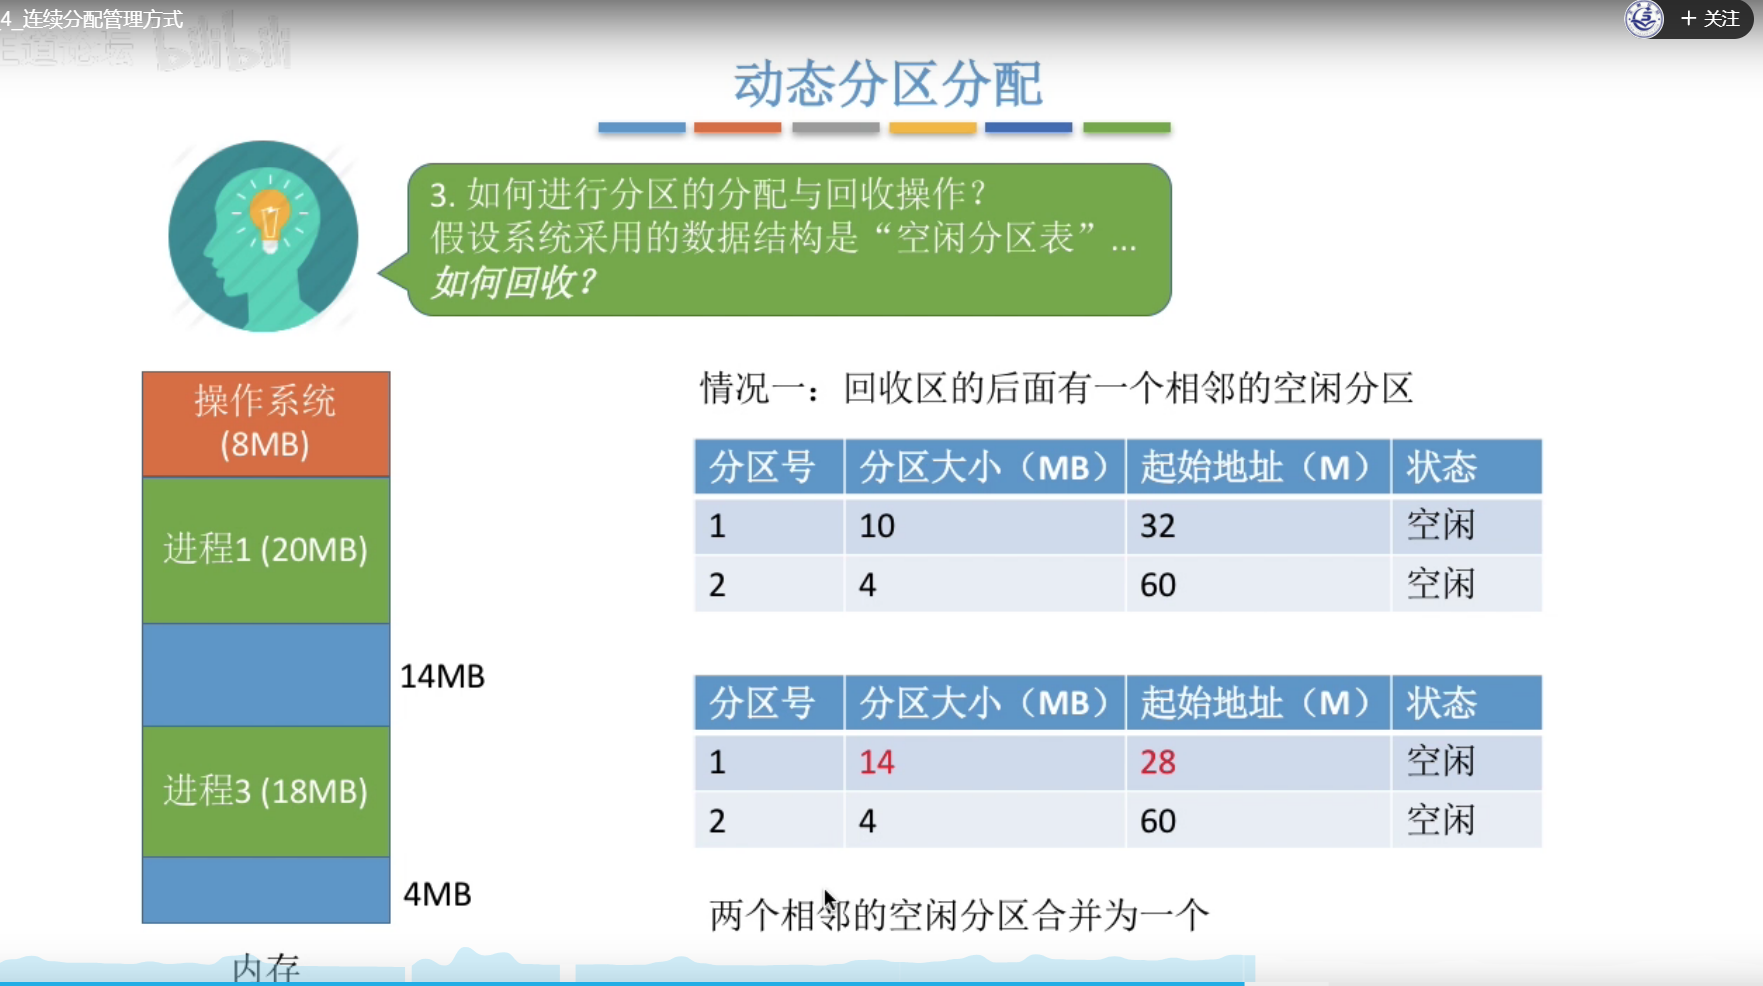 4_连续分配管理方式
+ 关注
王道论坛 bilibili
动态分区分配
3. 如何进行分区的分配与回收操作?
假设系统采用的数据结构是“空闲分区表”...
如何回收?
操作系统
(8MB)
进程1 (20MB)
14MB
进程3 (18MB)
4MB
内存
情况一：回收区的后面有一个相邻的空闲分区
分区号 分区大小（MB） 起始地址（M） 状态
1 10 32 空闲
2 4 60 空闲
分区号 分区大小（MB） 起始地址（M） 状态
1 14 28 空闲
2 4 60 空闲
两个相邻的空闲分区合并为一个